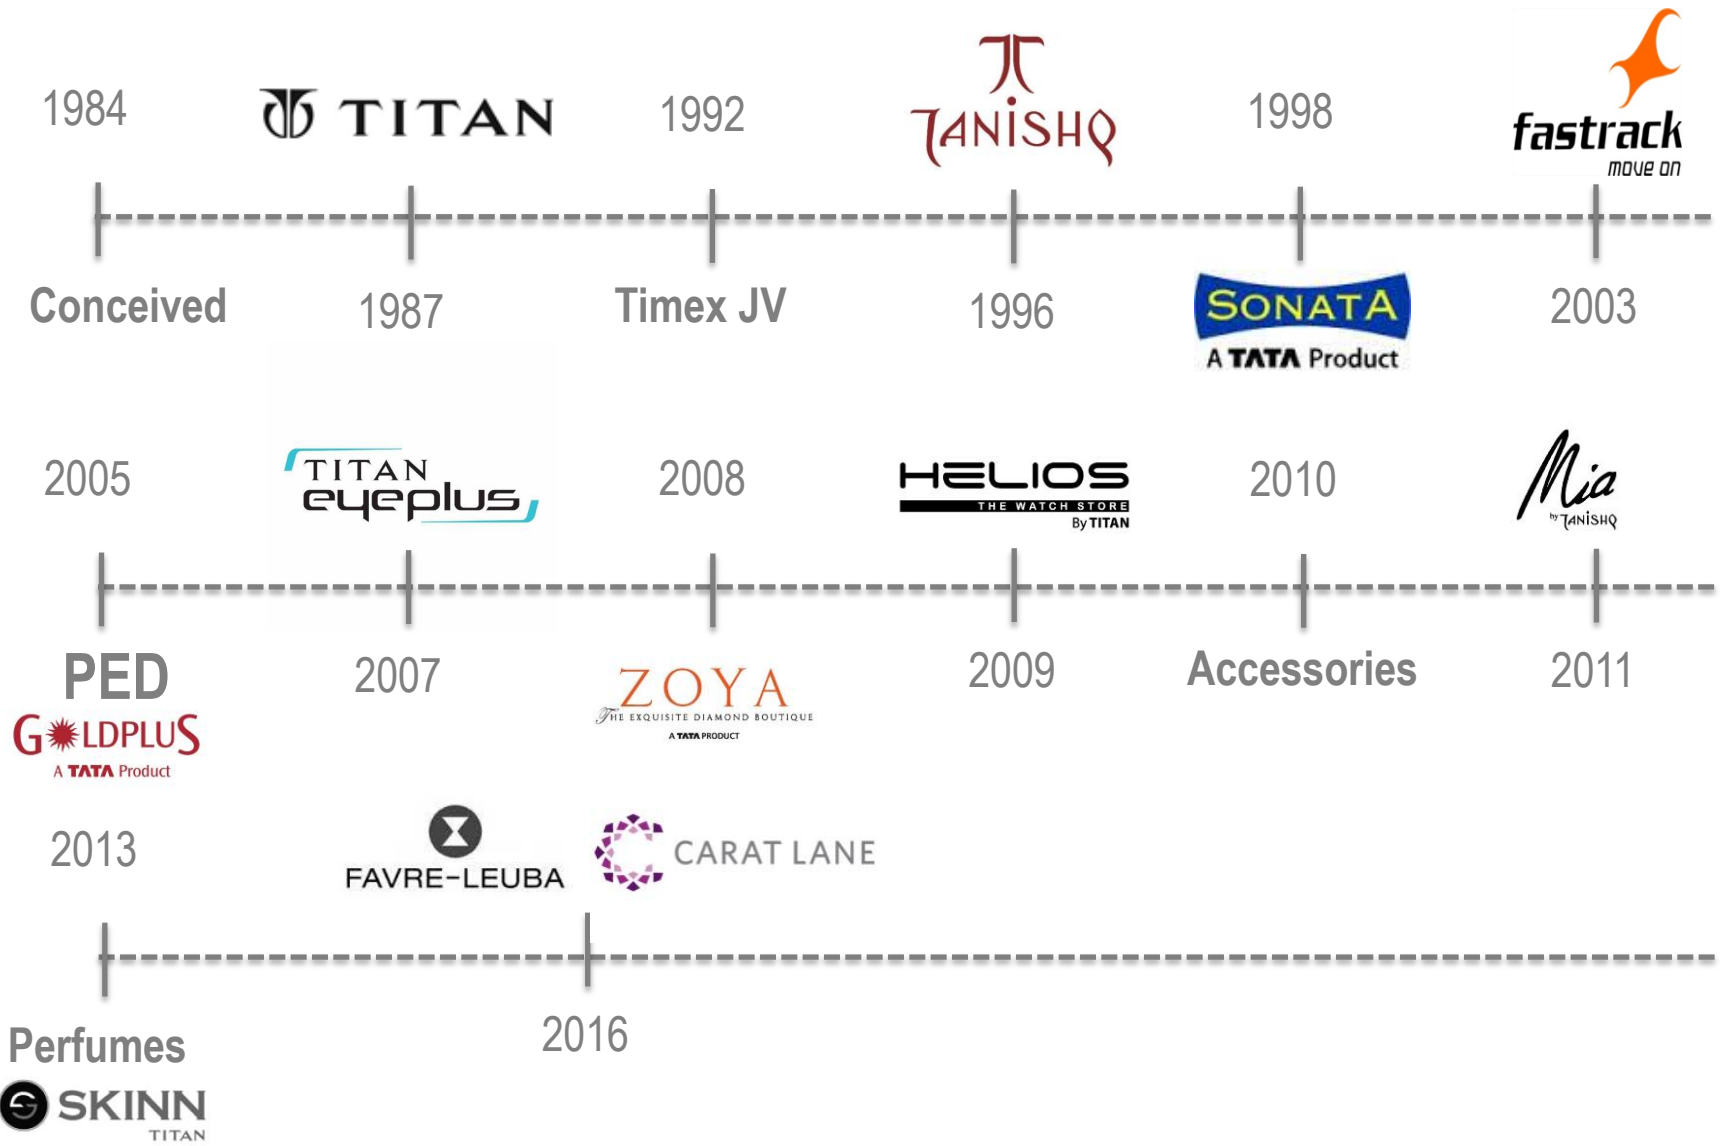 1984
TITAN
1992
TANiSHQ
1998
fastrack
move on
Conceived
1987
Timex JV
1996
SONATA
A TATA Product
2003
2005
TITAN
eyeplus
2008
HELIOS
THE WATCH STORE
By TITAN
2010
Mia
by TANiSHQ
PED
GOLDPLUS
A TATA Product
2007
ZOYA
THE EXQUISITE DIAMOND BOUTIQUE
A TATA PRODUCT
2009
Accessories
2011
2013
FAVRE-LEUBA
CARAT LANE
Perfumes
SKINN
TITAN
2016